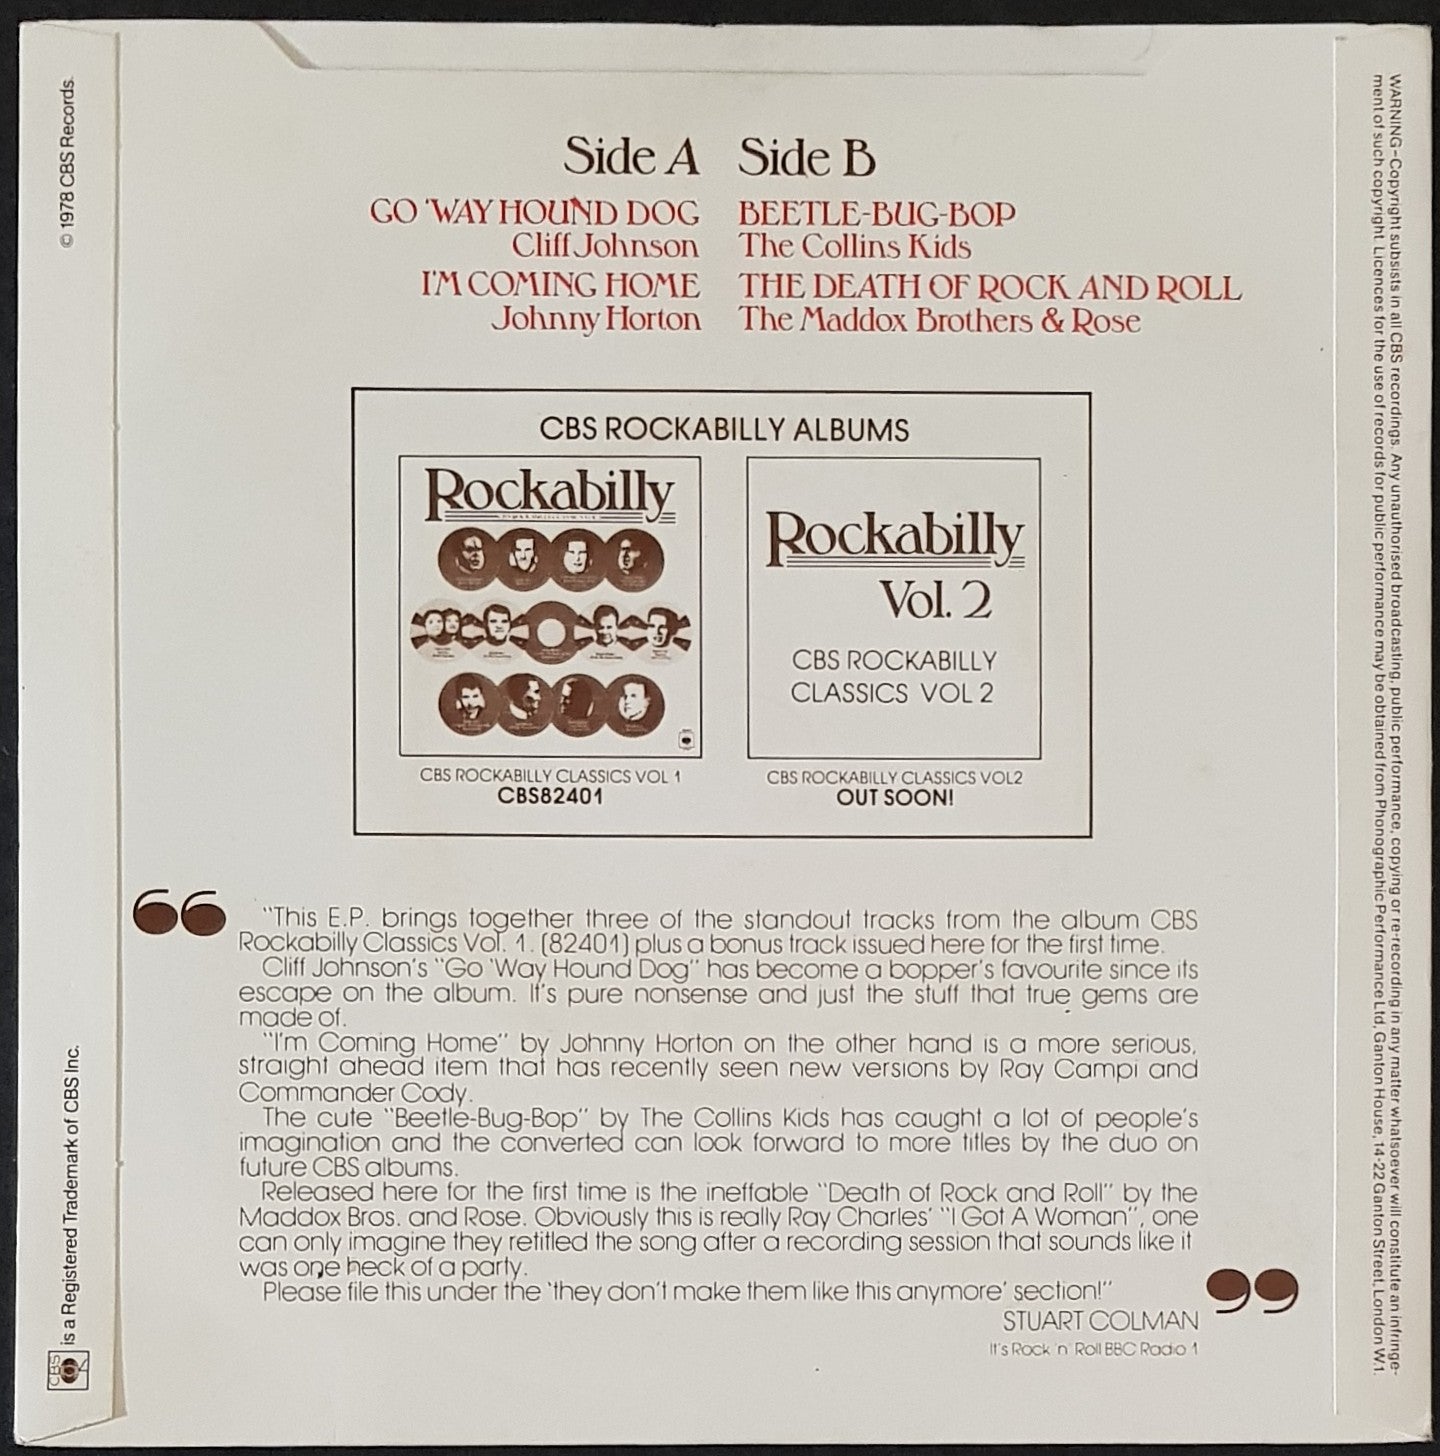 Side A
GO 'WAY HOUND DOG
Cliff Johnson
I'M COMING HOME
Johnny Horton
Side B
BEETLE-BUG-BOP
The Collins Kids
THE DEATH OF ROCK AND ROLL
The Maddox Brothers & Rose
CBS ROCKABILLY ALBUMS
Rockabilly
CBS ROCKABILLY CLASSICS VOL 1
CBS82401
Rockabilly
Vol. 2
CBS ROCKABILLY
CLASSICS VOL 2
CBS ROCKABILLY CLASSICS VOL2
OUT SOON!
“
"This E.P. brings together three of the standout tracks from the album CBS
Rockabilly Classics Vol. 1. (82401) plus a bonus track issued here for the first time.
Cliff Johnson's "Go 'Way Hound Dog" has become a bopper's favourite since its
escape on the album. It's pure nonsense and just the stuff that true gems are
made of.
"I'm Coming Home" by Johnny Horton on the other hand is a more serious,
straight ahead item that has recently seen new versions by Ray Campi and
Commander Cody.
The cute "Beetle-Bug-Bop" by The Collins Kids has caught a lot of people's
imagination and the converted can look forward to more titles by the duo on
future CBS albums.
Released here for the first time is the ineffable "Death of Rock and Roll" by the
Maddox Bros. and Rose. Obviously this is really Ray Charles' "I Got A Woman", one
can only imagine they retitled the song after a recording session that sounds like it
was one heck of a party.
Please file this under the 'they don't make them like this anymore' section!"
”
STUART COLMAN
It's Rock 'n' Roll BBC Radio 1
© 1978 CBS Records.
CBS is a Registered Trademark of CBS Inc.
WARNING–Copyright subsists in all CBS recordings. Any unauthorised broadcasting, public performance, copying or re-recording in any matter whatsoever will constitute an infringe-
ment of such copyright. Licences for the use of records for public performance may be obtained from Phonographic Performance Ltd, Ganton House, 14-22 Ganton Street, London W.1.